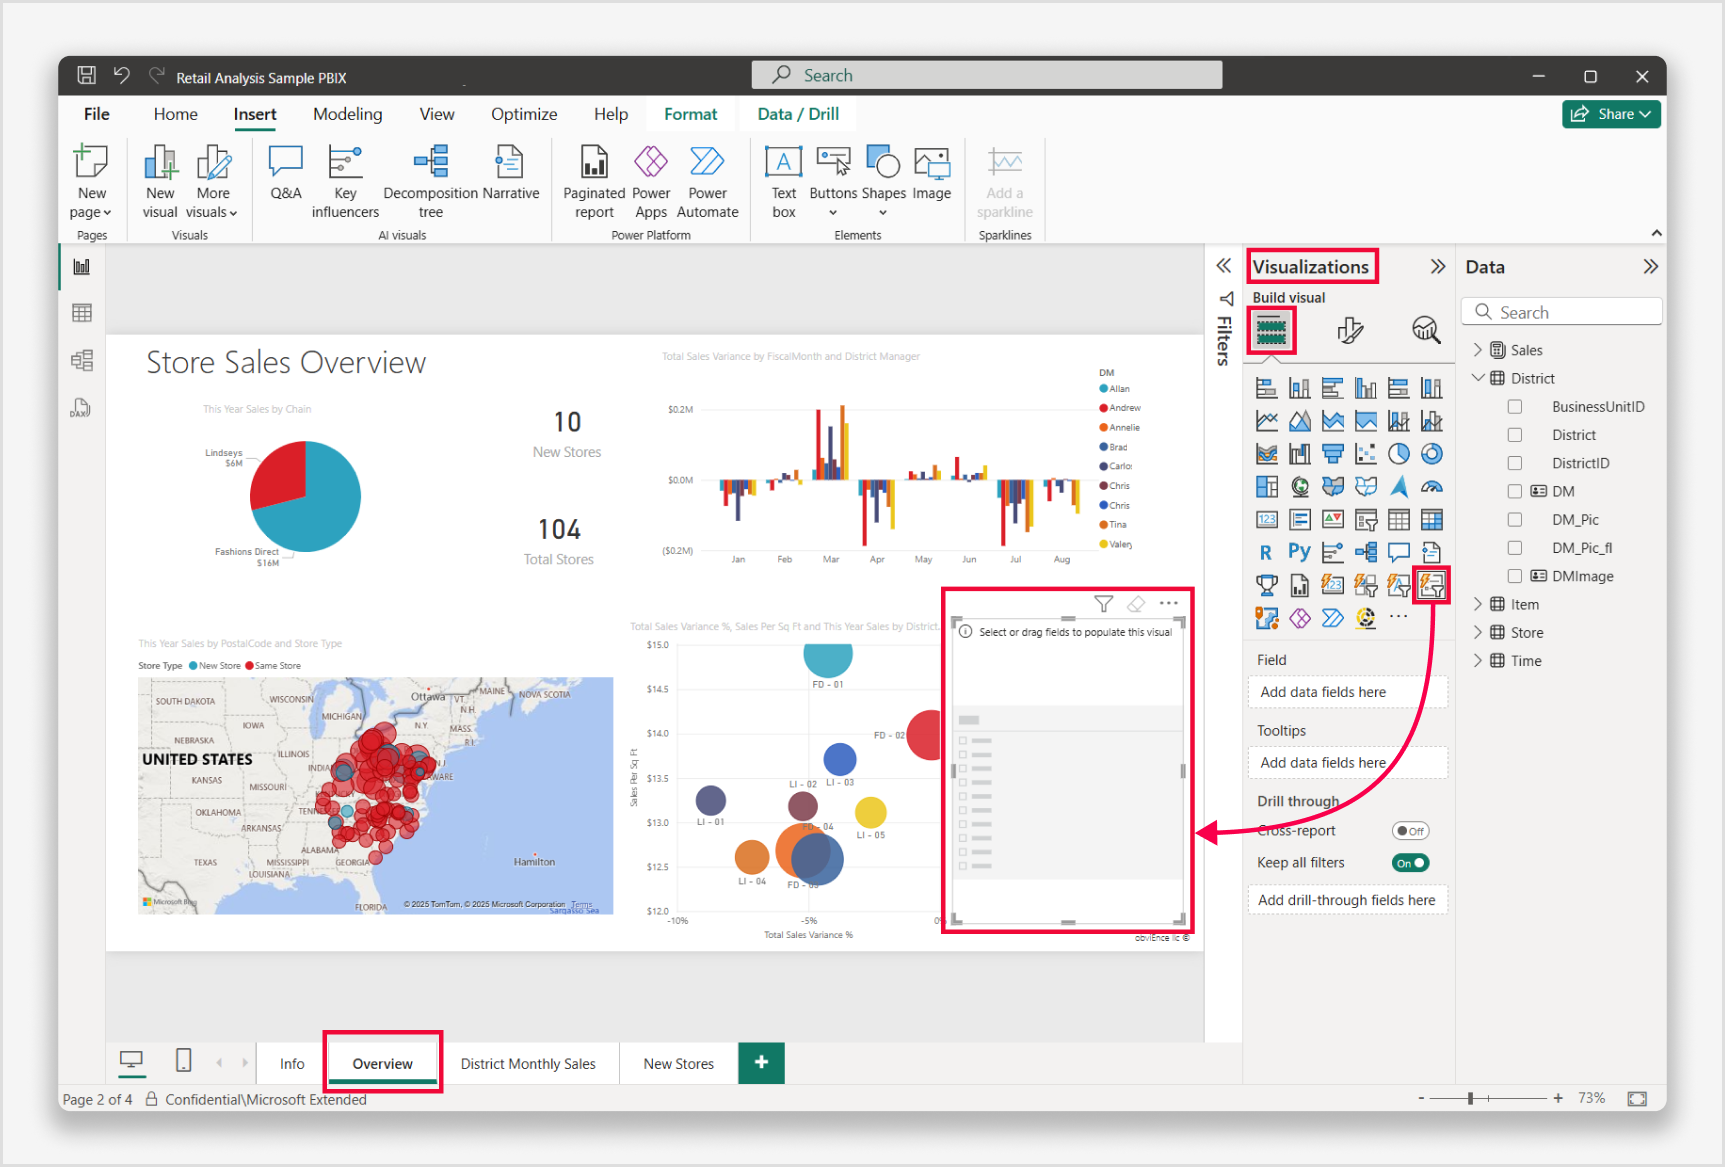 Retail Analysis Sample PBIX
Search
File
Home
Insert
Modeling
View
Optimize
Help
Format
Data / Drill
Share
New page
New visual
More visuals
Q&A
Key influencers
Decomposition tree
Narrative
Paginated report
Power Apps
Power Automate
Text box
Buttons
Shapes
Image
Add a sparkline
Pages
Visuals
AI visuals
Power Platform
Elements
Sparklines
DAX
Store Sales Overview
This Year Sales by Chain
Lindseys
$6M
Fashions Direct
$16M
10
New Stores
104
Total Stores
Total Sales Variance by FiscalMonth and District Manager
$0.2M
$0.0M
($0.2M)
Jan
Feb
Mar
Apr
May
Jun
Jul
Aug
DM
Allan
Andrew
Annelie
Brad
Carlos
Chris
Chris
Tina
Valery
This Year Sales by PostalCode and Store Type
Store Type
New Store
Same Store
SOUTH DAKOTA
WISCONSIN
MICHIGAN
Ottawa
VT.
MAINE
NOVA SCOTIA
N.H.
N.Y.
MASS.
R.I.
IOWA
NEBRASKA
ILLINOIS
UNITED STATES
KANSAS
MISSOURI
OKLAHOMA
ARKANSAS
TEXAS
MISSISSIPPI
ALABAMA
GEORGIA
LOUISIANA
FLORIDA
Hamilton
Microsoft Bing
© 2025 TomTom, © 2025 Microsoft Corporation
Terms
Sargasso Sea
Total Sales Variance %, Sales Per Sq Ft and This Year Sales by District,
Sales Per Sq Ft
$15.0
$14.5
$14.0
$13.5
$13.0
$12.5
$12.0
FD - 01
FD - 02
LI - 02
LI - 03
LI - 01
FD - 04
LI - 05
LI - 04
FD - 03
-10%
-5%
0%
Total Sales Variance %
Select or drag fields to populate this visual
obviEnce llc ©
Filters
Visualizations
Build visual
123
R
Py
123
Field
Add data fields here
Tooltips
Add data fields here
Drill through
Cross-report
Off
Keep all filters
On
Add drill-through fields here
Data
Search
Sales
District
BusinessUnitID
District
DistrictID
DM
DM_Pic
DM_Pic_fl
DMImage
Item
Store
Time
Info
Overview
District Monthly Sales
New Stores
+
Page 2 of 4
Confidential\Microsoft Extended
- + 73%